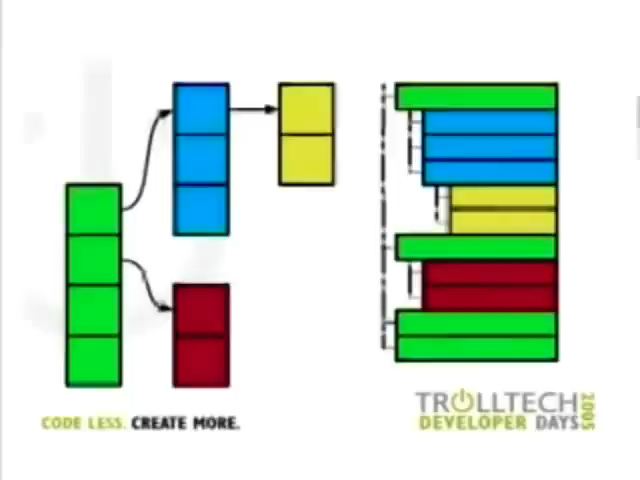 CODE LESS. CREATE MORE.
TROLLTECH
DEVELOPER DAYS
2005